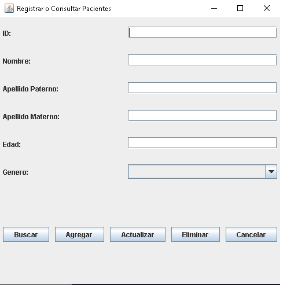 Registrar o Consultar Pacientes
ID:
Nombre:
Apellido Paterno:
Apellido Materno:
Edad:
Genero:
Buscar Agregar Actualizar Eliminar Cancelar